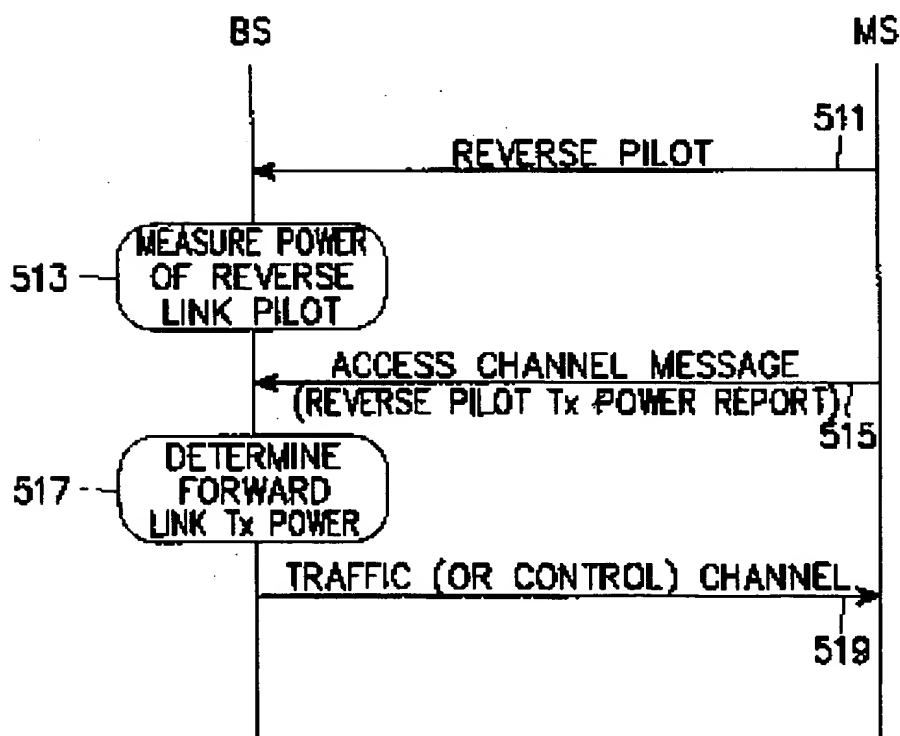 BS
MS
511
REVERSE PILOT
513
MEASURE POWER
OF REVERSE
LINK PILOT
ACCESS CHANNEL MESSAGE
(REVERSE PILOT Tx POWER REPORT)
515
517
DETERMINE
FORWARD
LINK Tx POWER
TRAFFIC (OR CONTROL) CHANNEL
519